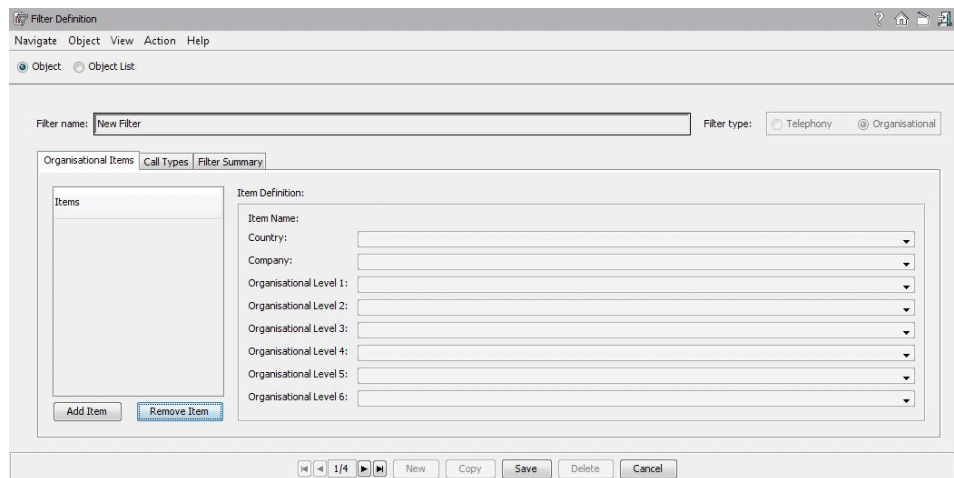 Filter Definition
Navigate Object View Action Help
Object Object List
Filter name: New Filter Filter type: Telephony Organisational
Organisational Items Call Types Filter Summary
Items
Item Definition:
Item Name:
Country:
Company:
Organisational Level 1:
Organisational Level 2:
Organisational Level 3:
Organisational Level 4:
Organisational Level 5:
Organisational Level 6:
Add Item Remove Item
1/4 New Copy Save Delete Cancel